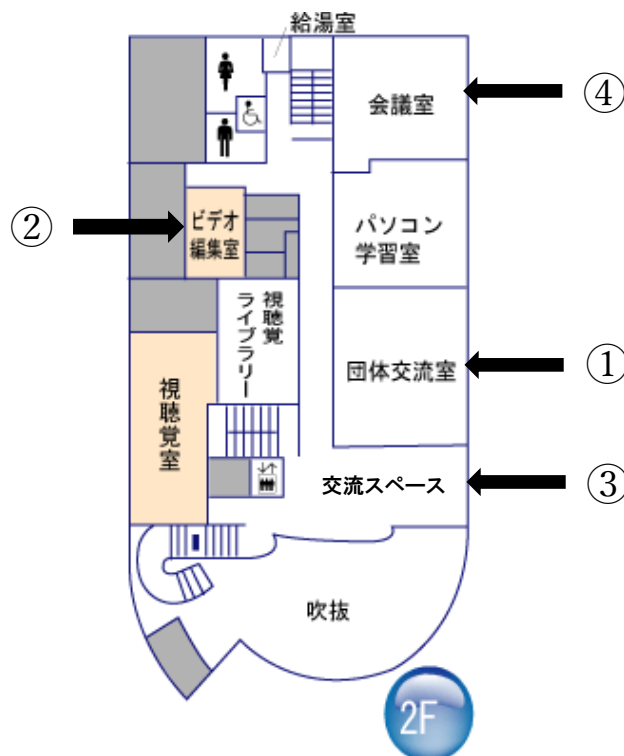 給湯室
会議室
④
②
ビデオ
編集室
パソコン
学習室
視聴覚
ライブラリー
団体交流室
①
視聴覚室
交流スペース
③
吹抜
2F